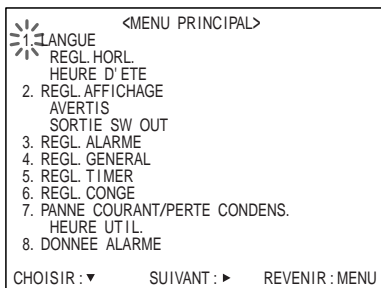 <MENU PRINCIPAL>
1. LANGUE
REGL. HORL.
HEURE D'ETE
2. REGL. AFFICHAGE
AVERTIS
SORTIE SW OUT
3. REGL. ALARME
4. REGL. GENERAL
5. REGL. TIMER
6. REGL. CONGE
7. PANNE COURANT/PERTE CONDENS.
HEURE UTIL.
8. DONNEE ALARME
CHOISIR : ▼ SUIVANT : ► REVENIR : MENU